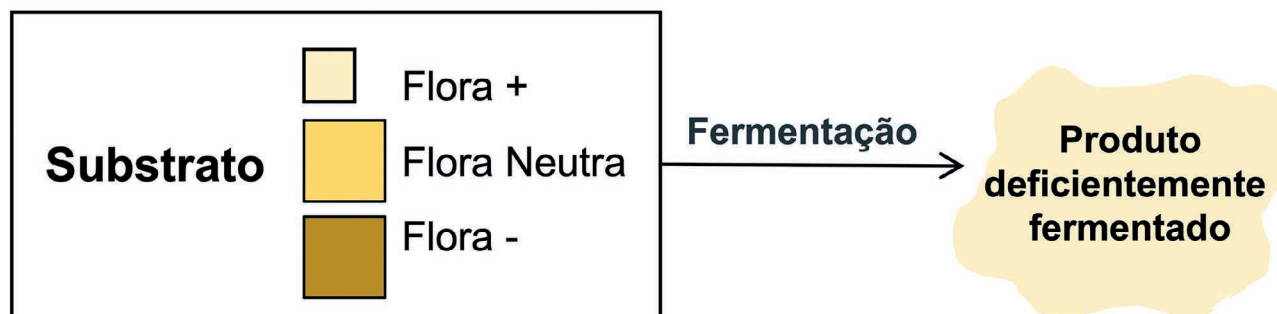 Substrato
Flora +
Flora Neutra
Flora -
Fermentação
Produto
deficientemente
fermentado